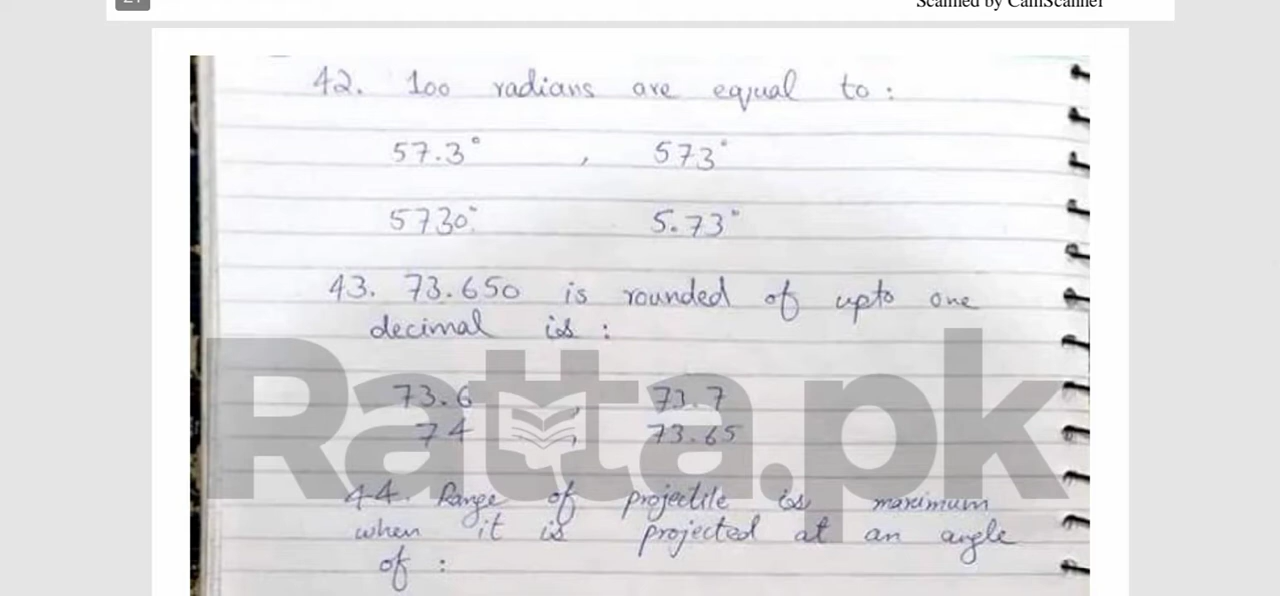 21
Scanned by CamScanner
42. 100 radians are equal to :
57.3° , 573°
5730° 5.73°
43. 73.650 is rounded of upto one
decimal is :
73.6 , 73.7
74 , 73.65
Ratta.pk
44. Range of projectile is maximum
when it is projected at an angle
of :